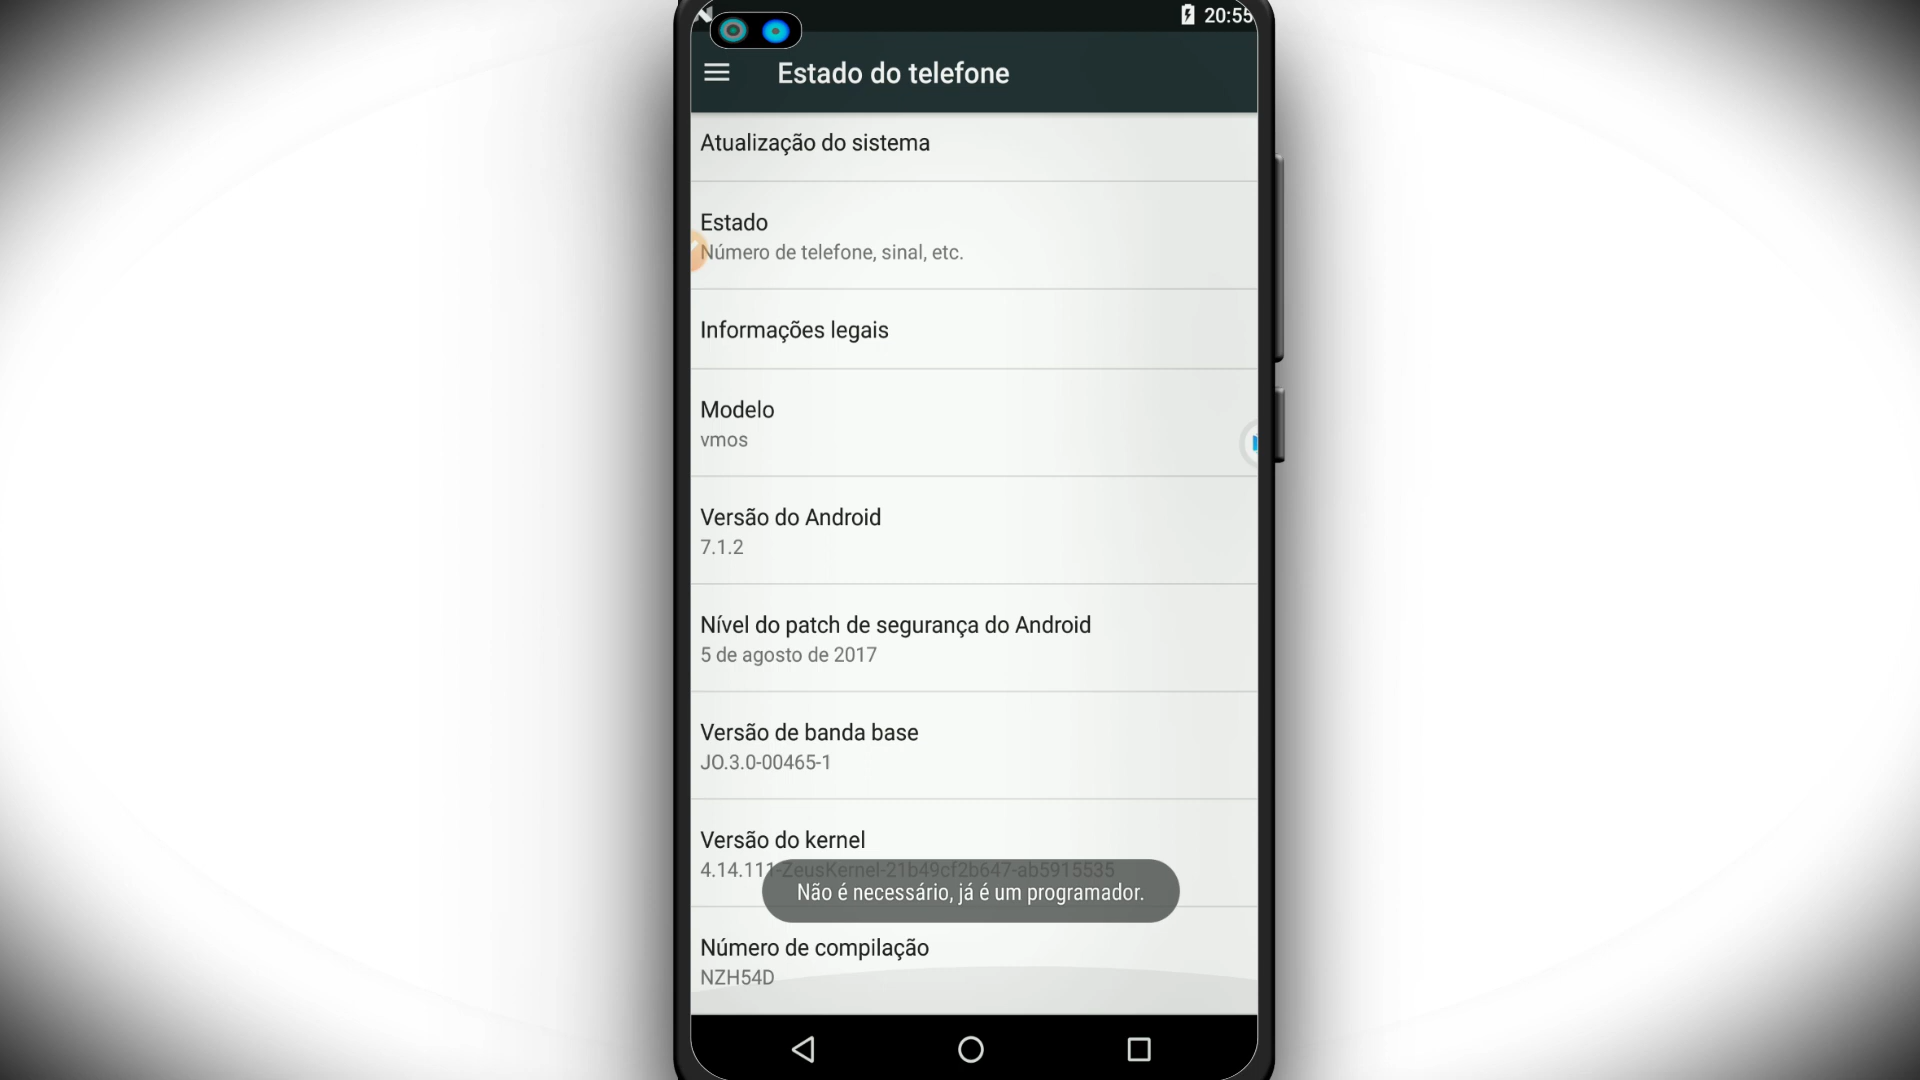 20:55
Estado do telefone
Atualização do sistema
Estado
Número de telefone, sinal, etc.
Informações legais
Modelo
vmos
Versão do Android
7.1.2
Nível do patch de segurança do Android
5 de agosto de 2017
Versão de banda base
JO.3.0-00465-1
Versão do kernel
4.14.111-ZeusKernel-21b49cf2b647-ab5915535
Não é necessário, já é um programador.
Número de compilação
NZH54D